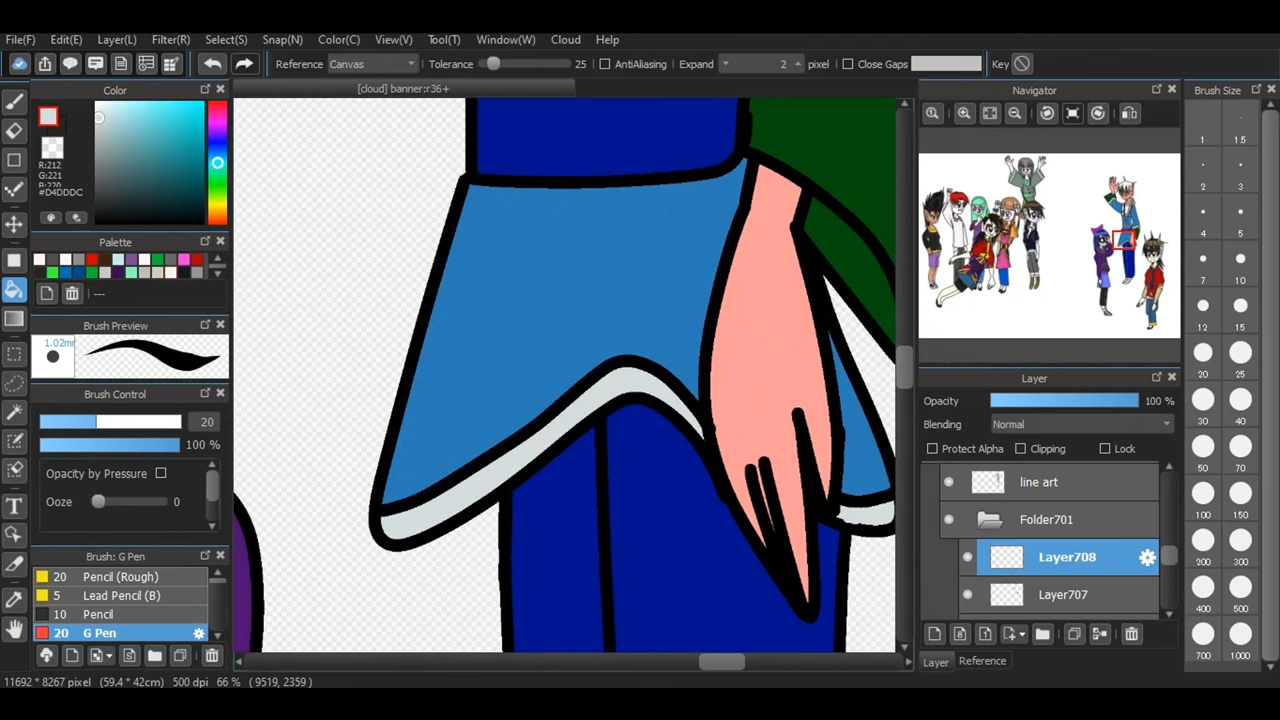 File(F) Edit(E) Layer(L) Filter(R) Select(S) Snap(N) Color(C) View(V) Tool(T) Window(W) Cloud Help
Reference Canvas Tolerance 25 AntiAliasing Expand 2 pixel Close Gaps Key
Color
[cloud] banner:r36+
Navigator
Brush Size
R:212
G:221
B:220
#D4DDDC
Palette
---
Brush Preview
1.02mm
Brush Control
20
100 %
Opacity by Pressure
Ooze 0
Brush: G Pen
20 Pencil (Rough)
5 Lead Pencil (B)
10 Pencil
20 G Pen
11692 * 8267 pixel (59.4 * 42cm) 500 dpi 66 % ( 9519, 2359 )
Layer
Opacity 100 %
Blending Normal
Protect Alpha Clipping Lock
line art
Folder701
Layer708
Layer707
Layer Reference
1 1.5
2 3
4 5
7 10
12 15
20 25
30 40
50 70
100 150
200 300
400 500
700 1000